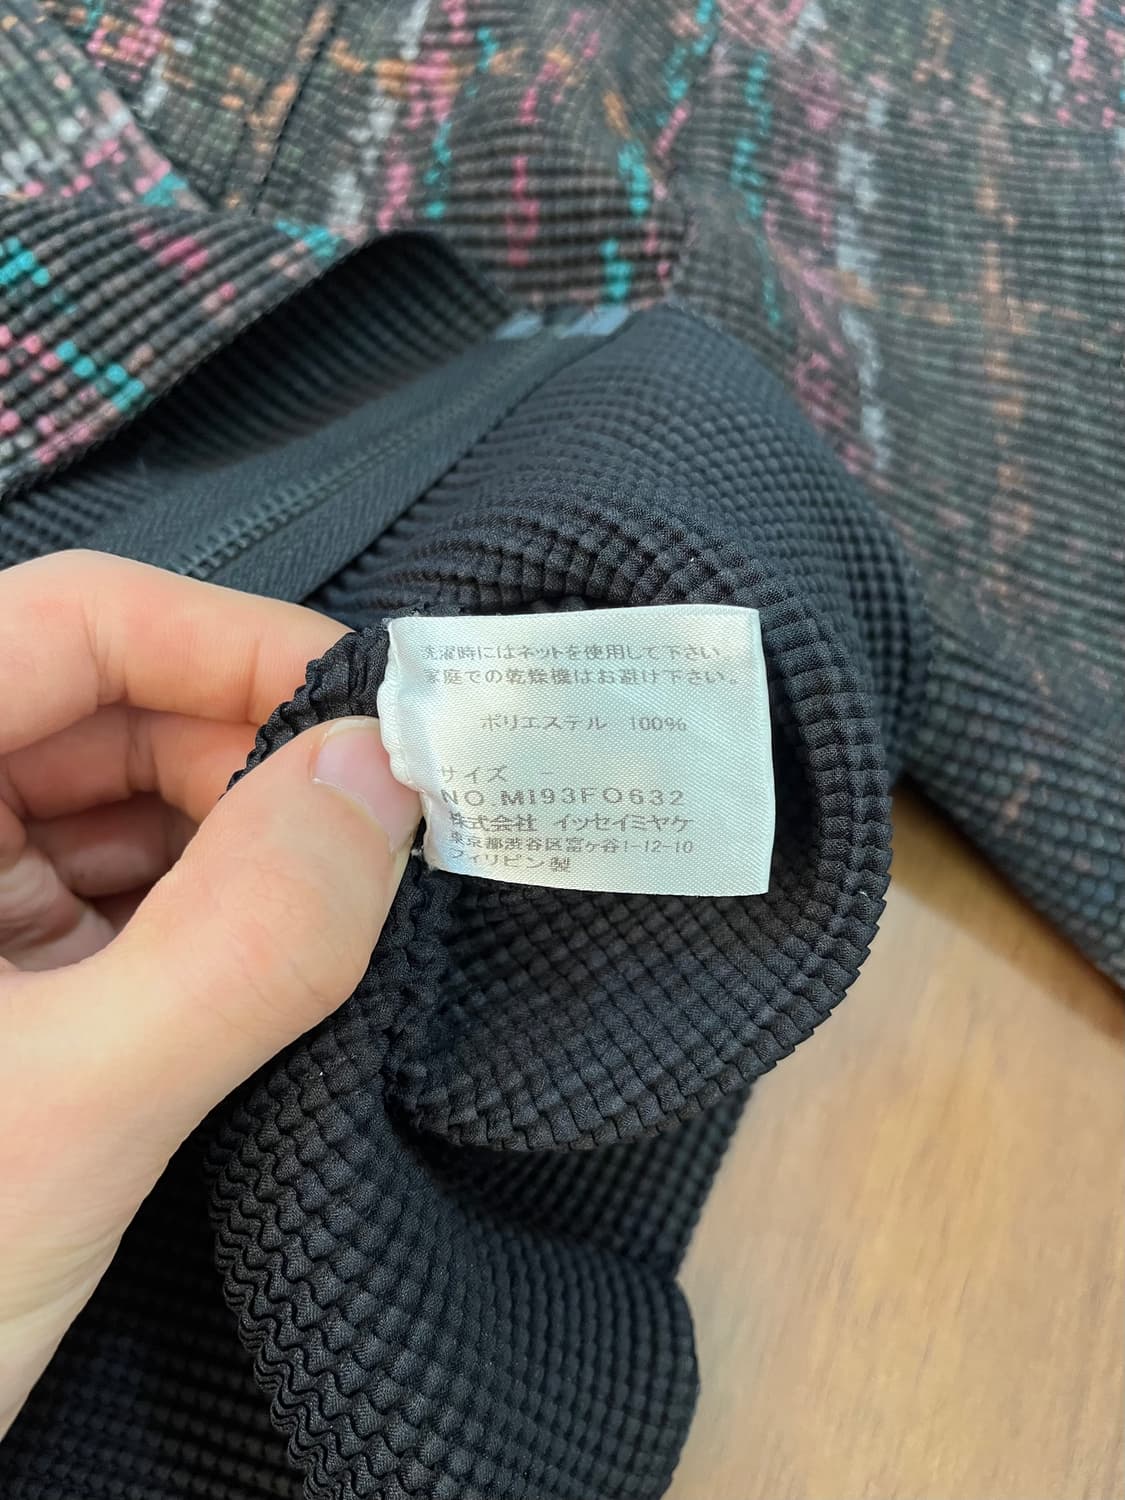 洗濯時にはネットを使用して下さい
家庭での乾燥機はお避け下さい。
ポリエステル 100%
サイズ -
NO.MI93FO632
株式会社 イッセイミヤケ
東京都渋谷区富ヶ谷1-12-10
フィリピン製